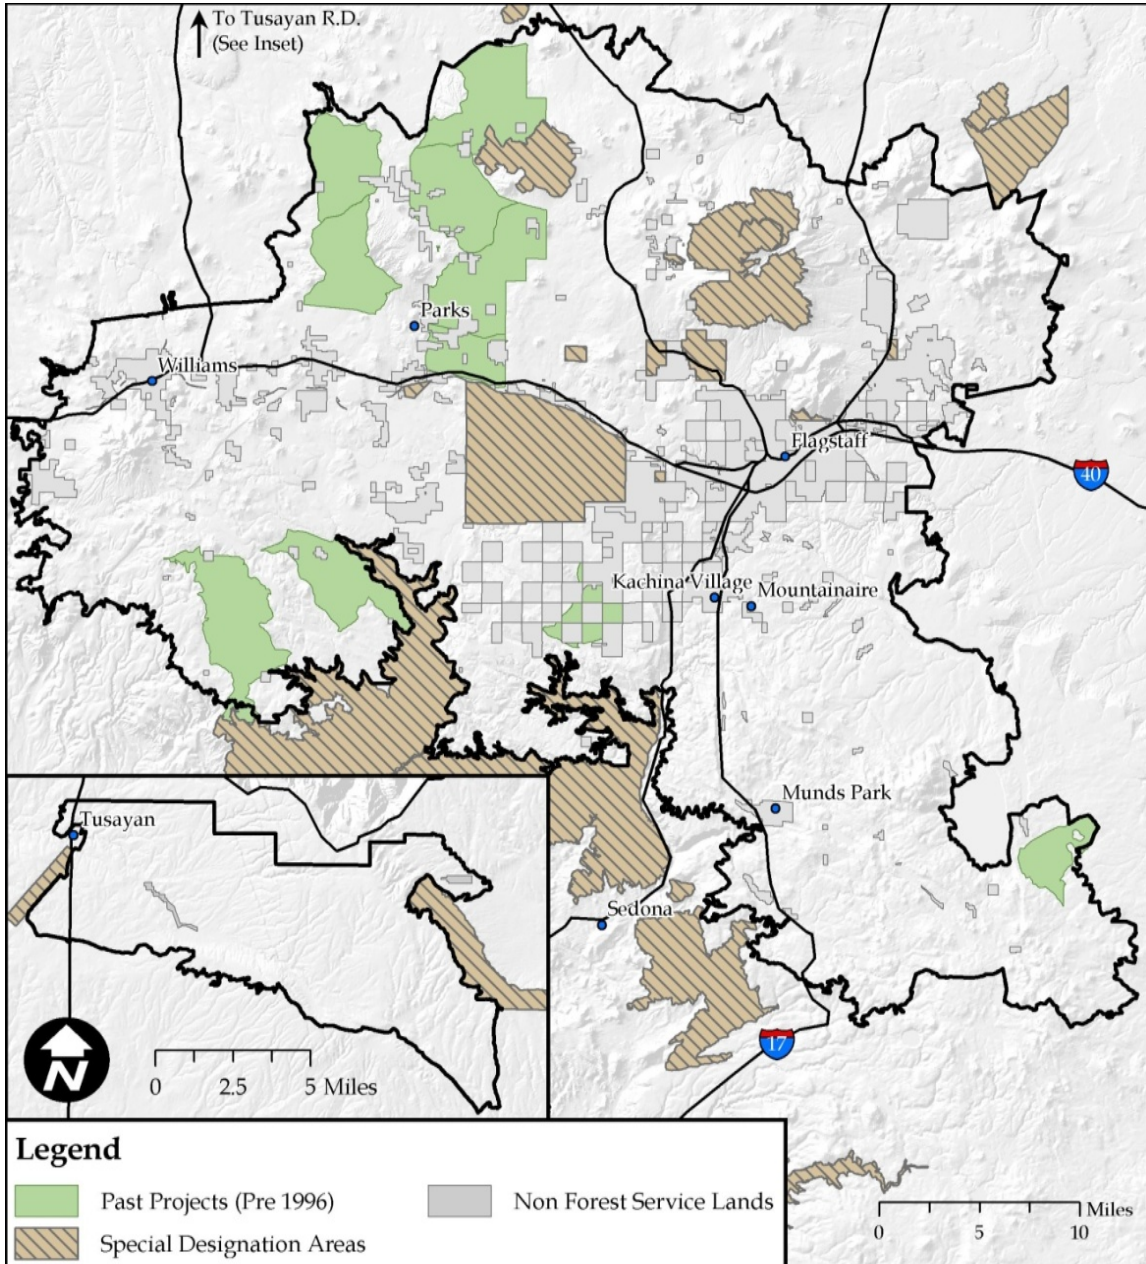 To Tusayan R.D.
(See Inset)
Parks
Williams
Flagstaff
40
Kachina Village
Mountainaire
Munds Park
Tusayan
Sedona
17
N
0 2.5 5 Miles
Legend
Past Projects (Pre 1996)
Non Forest Service Lands
Special Designation Areas
Miles
0 5 10